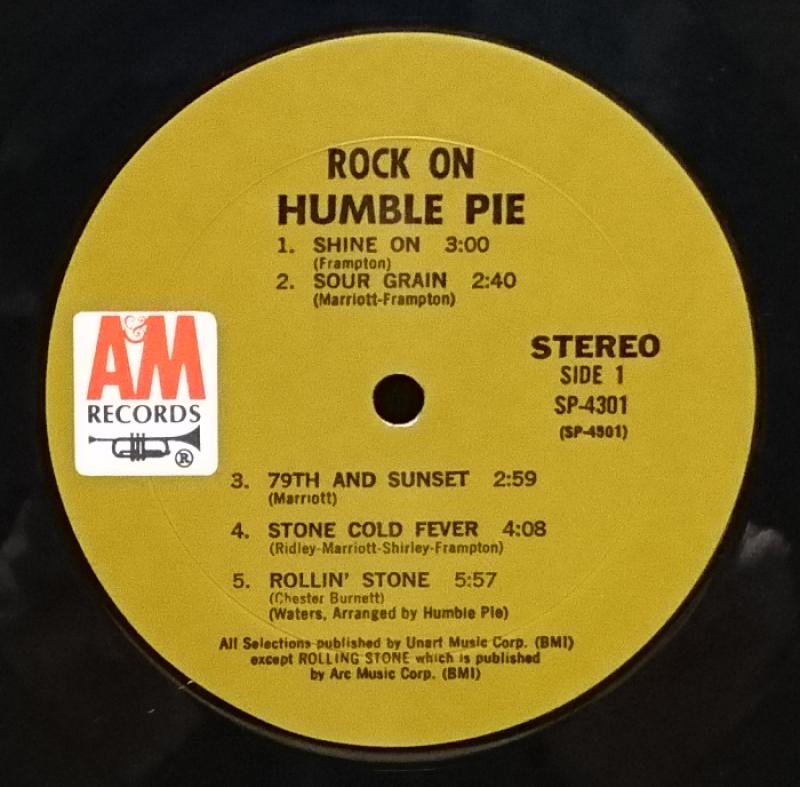 ROCK ON
HUMBLE PIE
1. SHINE ON 3:00
(Frampton)
2. SOUR GRAIN 2:40
(Marriott-Frampton)
A&M
RECORDS
®
STEREO
SIDE 1
SP-4301
(SP-4301)
3. 79TH AND SUNSET 2:59
(Marriott)
4. STONE COLD FEVER 4:08
(Ridley-Marriott-Shirley-Frampton)
5. ROLLIN' STONE 5:57
(Chester Burnett)
(Waters, Arranged by Humble Pie)
All Selections published by Unart Music Corp. (BMI)
except ROLLING STONE which is published
by Arc Music Corp. (BMI)